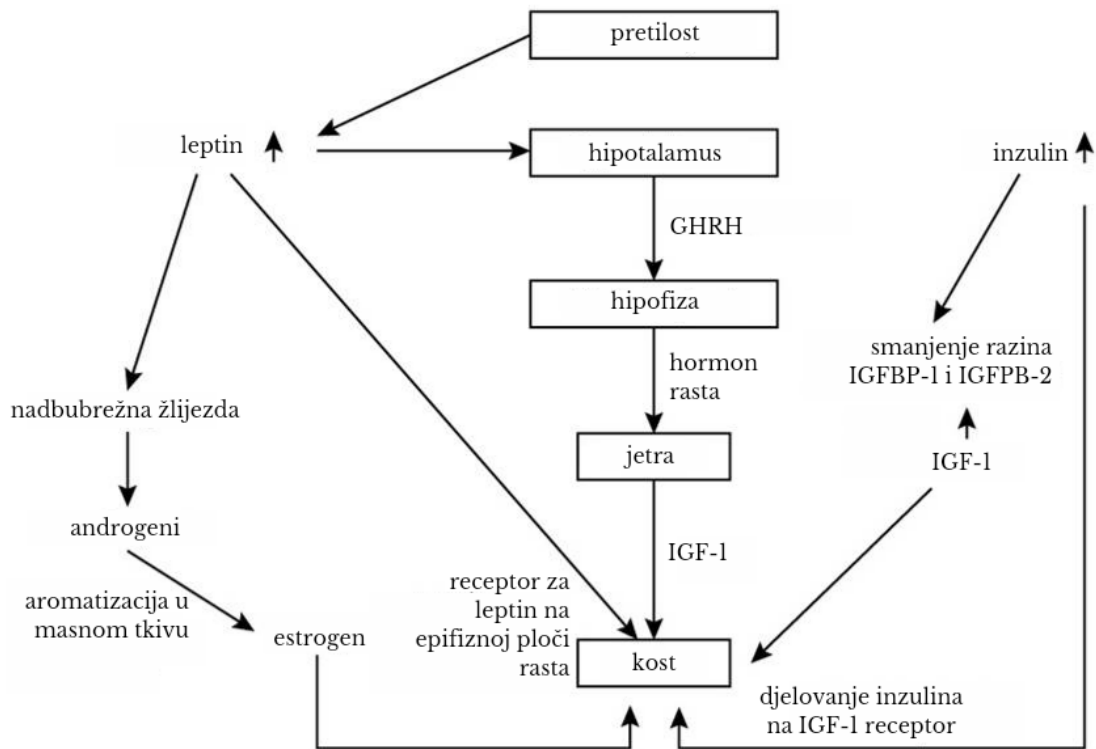 pretilost
leptin
hipotalamus
inzulin
GHRH
hipofiza
smanjenje razina
IGFBP-1 i IGFPB-2
hormon
rasta
nadbubrežna žlijezda
jetra
IGF-1
androgeni
IGF-1
receptor za
leptin na
epifiznoj ploči
rasta
aromatizacija u
masnom tkivu
estrogen
kost
djelovanje inzulina
na IGF-1 receptor